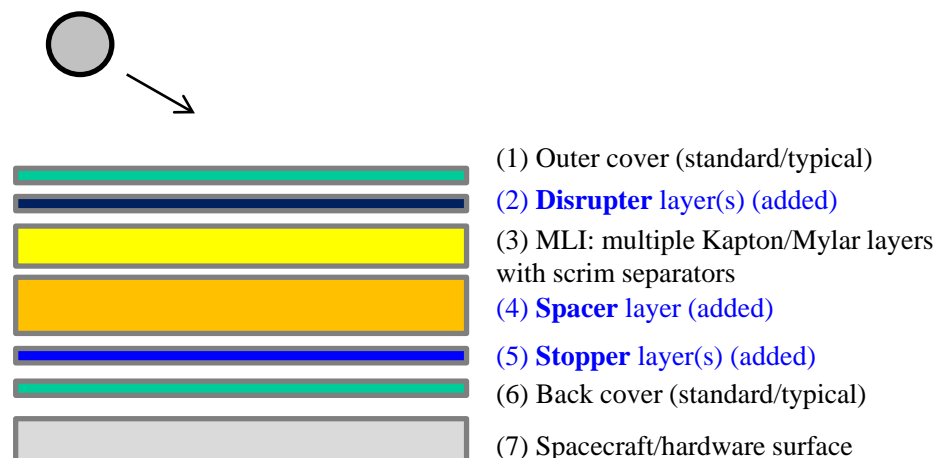 (1) Outer cover (standard/typical)
(2) Disrupter layer(s) (added)
(3) MLI: multiple Kapton/Mylar layers
with scrim separators
(4) Spacer layer (added)
(5) Stopper layer(s) (added)
(6) Back cover (standard/typical)
(7) Spacecraft/hardware surface